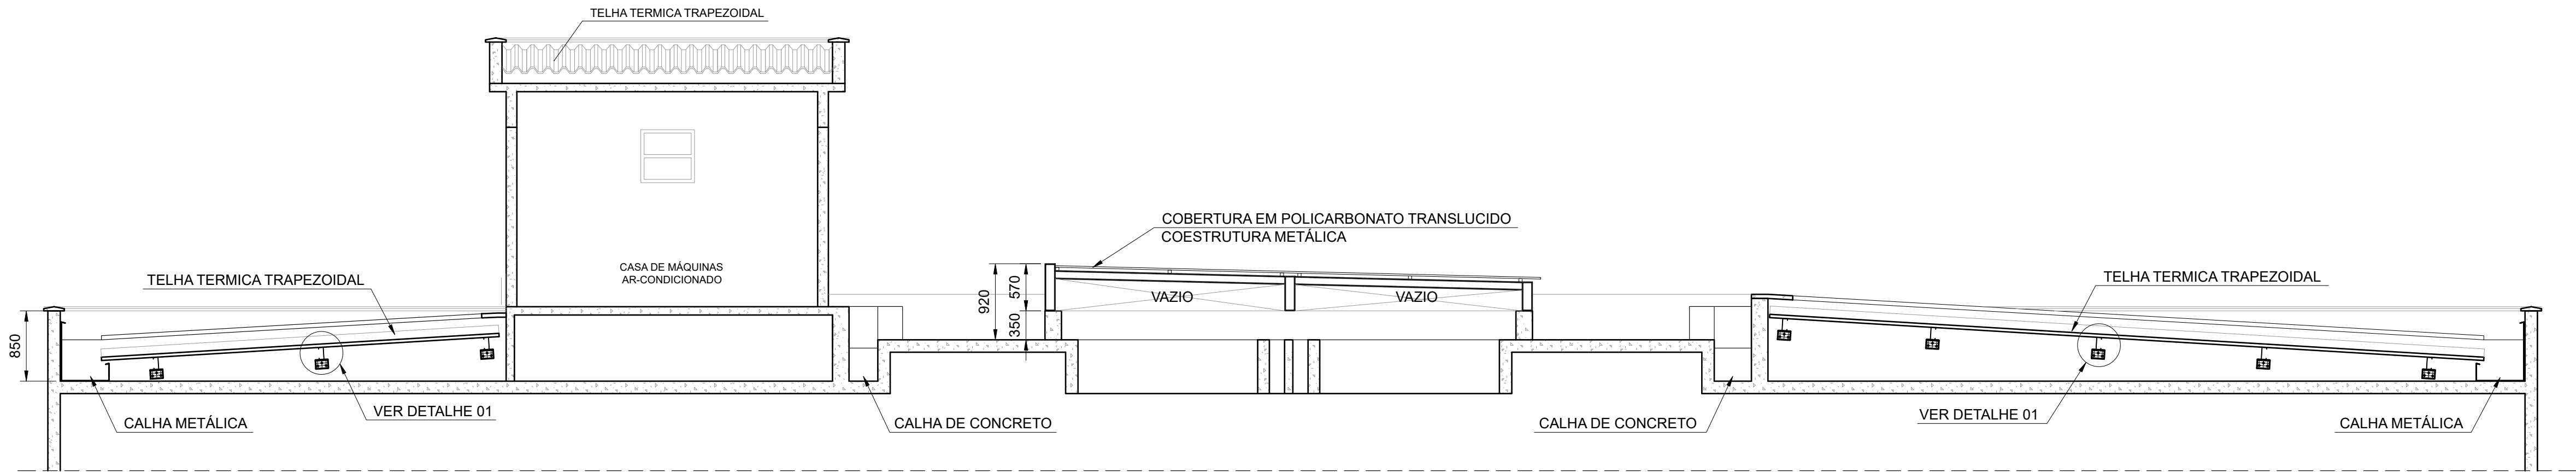 TELHA TERMICA TRAPEZOIDAL
COBERTURA EM POLICARBONATO TRANSLUCIDO
COESTRUTURA METÁLICA
CASA DE MÁQUINAS
AR-CONDICIONADO
TELHA TERMICA TRAPEZOIDAL
TELHA TERMICA TRAPEZOIDAL
920
570
350
VAZIO
VAZIO
850
VER DETALHE 01
VER DETALHE 01
CALHA METÁLICA
CALHA DE CONCRETO
CALHA DE CONCRETO
CALHA METÁLICA